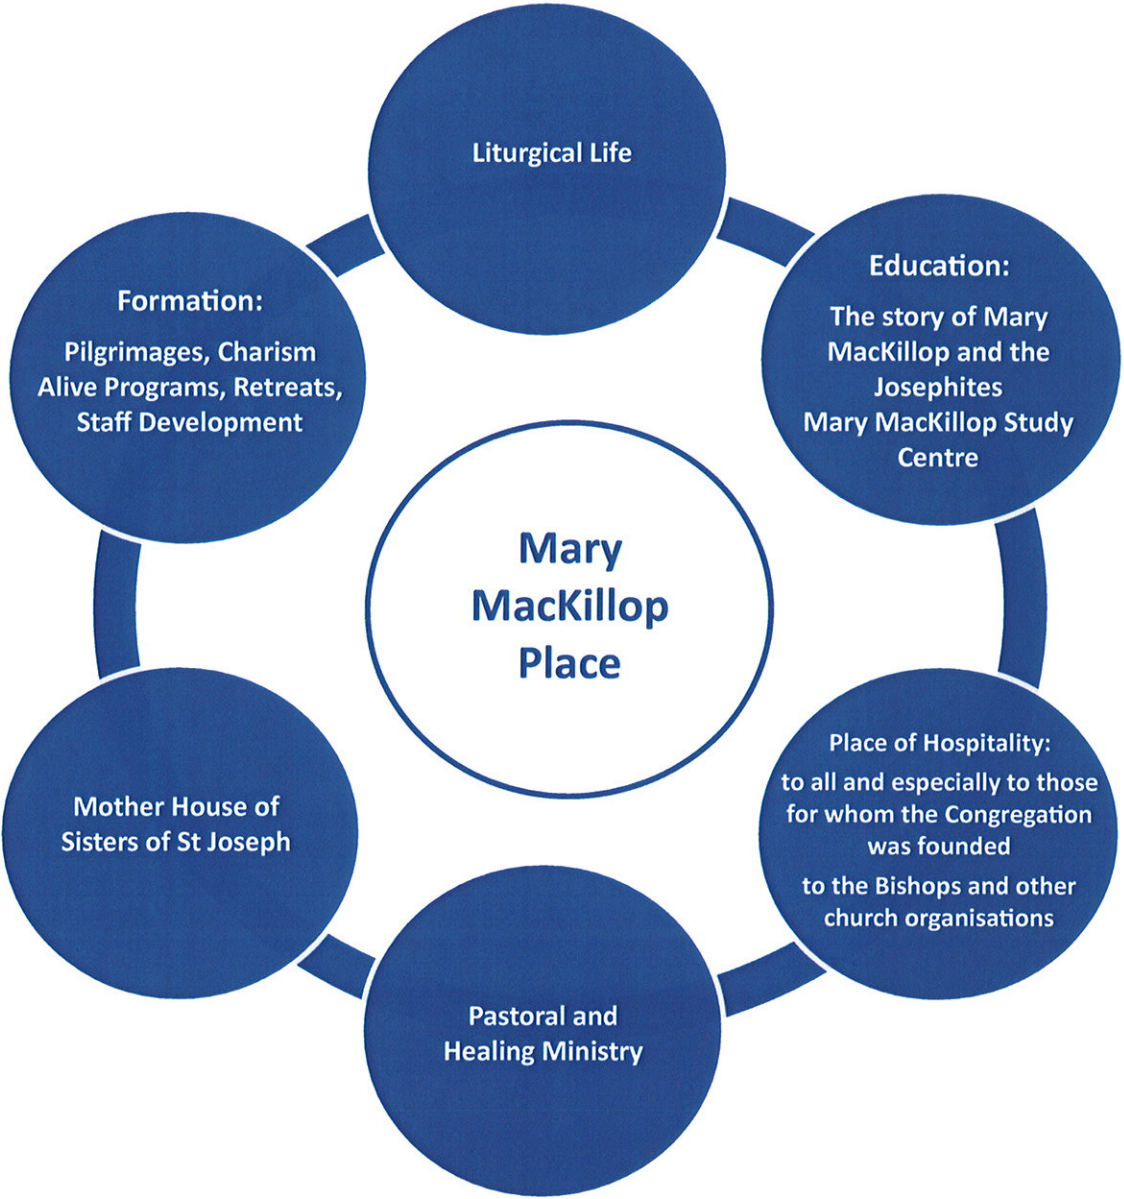 Liturgical Life
Education:
The story of Mary
MacKillop and the
Josephites
Mary MacKillop Study
Centre
Place of Hospitality:
to all and especially to those
for whom the Congregation
was founded
to the Bishops and other
church organisations
Pastoral and
Healing Ministry
Mother House of
Sisters of St Joseph
Formation:
Pilgrimages, Charism
Alive Programs, Retreats,
Staff Development
Mary
MacKillop
Place